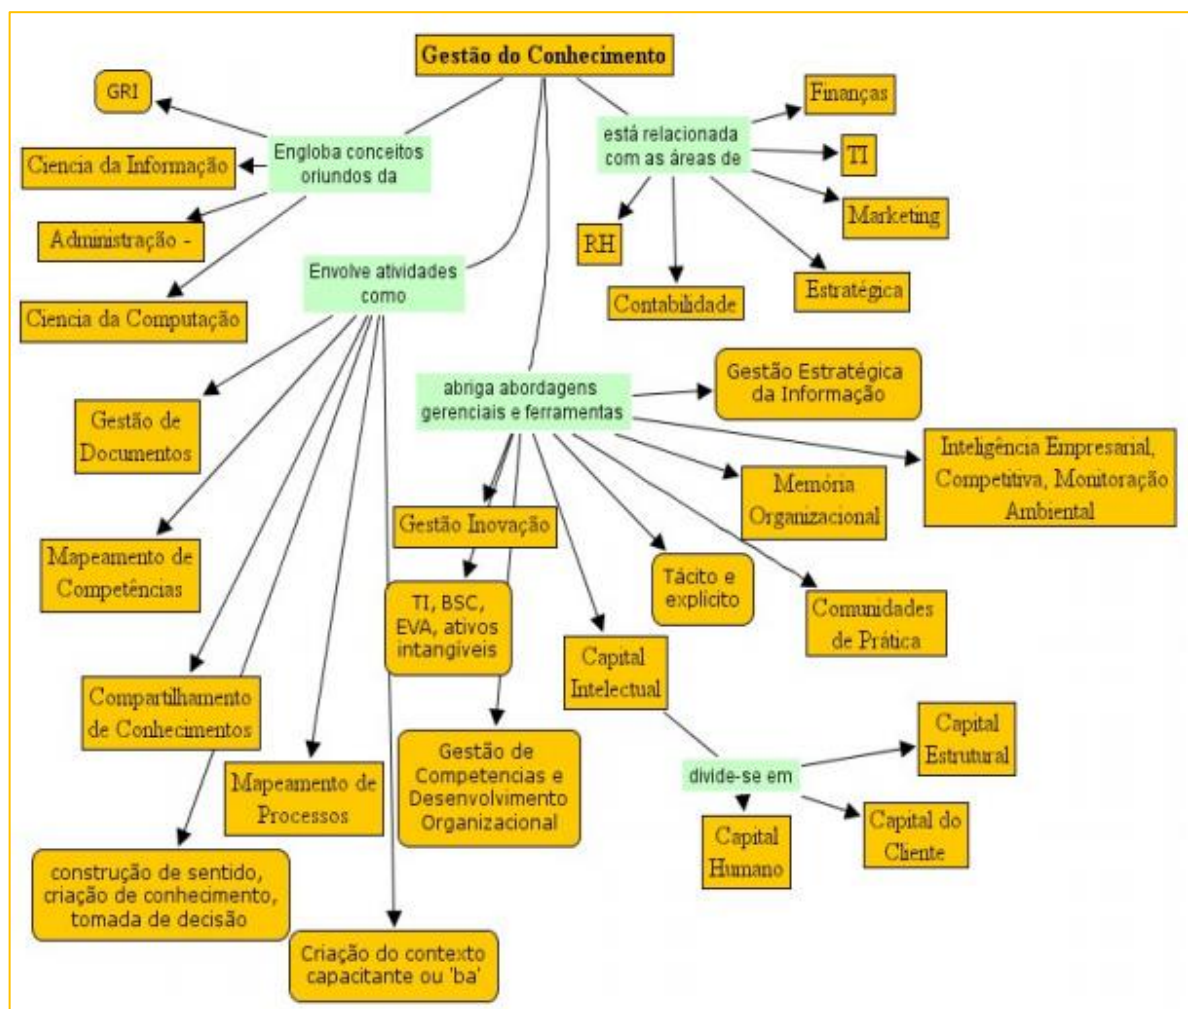 Gestão do Conhecimento
GRI
Ciencia da Informação
Administração -
Ciencia da Computação
Engloba conceitos
oriundos da
está relacionada
com as áreas de
Finanças
TI
Marketing
Estratégica
Contabilidade
RH
Envolve atividades
como
Gestão de
Documentos
Mapeamento de
Competências
Compartilhamento
de Conhecimentos
Mapeamento de
Processos
construção de sentido,
criação de conhecimento,
tomada de decisão
Criação do contexto
capacitante ou 'ba'
abriga abordagens
gerenciais e ferramentas
Gestão Estratégica
da Informação
Inteligência Empresarial,
Competitiva, Monitoração
Ambiental
Memória
Organizacional
Comunidades
de Prática
Tácito e
explícito
Gestão Inovação
TI, BSC,
EVA, ativos
intangíveis
Gestão de
Competencias e
Desenvolvimento
Organizacional
Capital
Intelectual
divide-se em
Capital
Estrutural
Capital do
Cliente
Capital
Humano